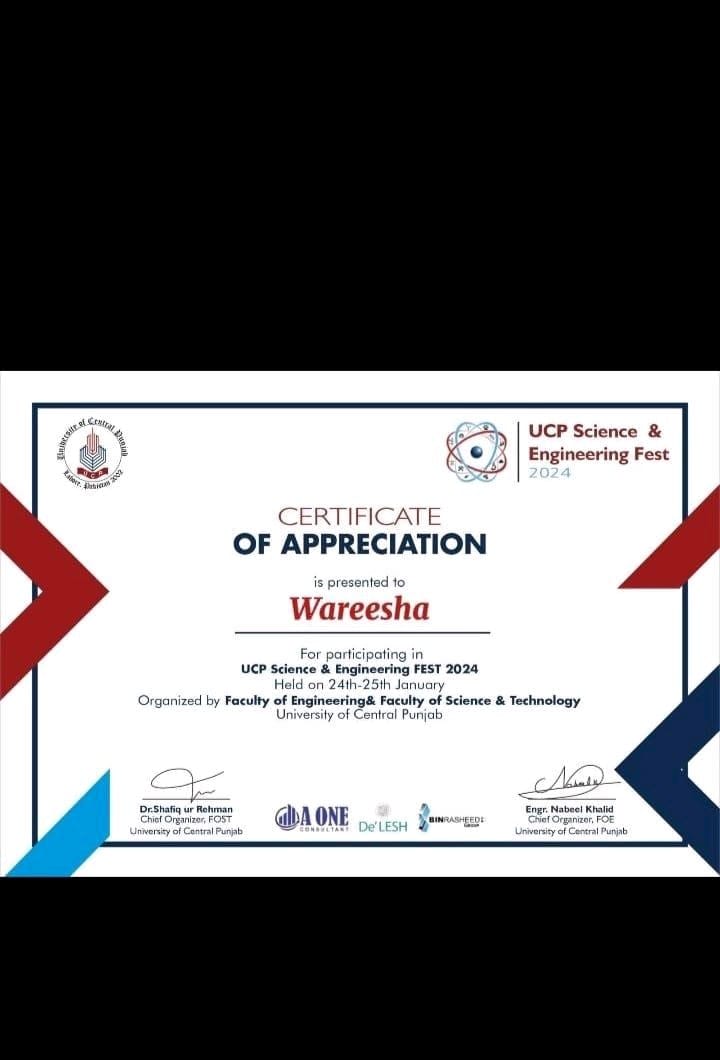 University of Central Punjab
UCP
Lahore, Pakistan 2002
UCP Science &
Engineering Fest
2024
CERTIFICATE
OF APPRECIATION
is presented to
Wareesha
For participating in
UCP Science & Engineering FEST 2024
Held on 24th-25th January
Organized by Faculty of Engineering& Faculty of Science & Technology
University of Central Punjab
Dr.Shafiq ur Rehman
Chief Organizer, FOST
University of Central Punjab
A ONE
CONSULTANT
De'LESH
BINRASHEED
GROUP
Engr. Nabeel Khalid
Chief Organizer, FOE
University of Central Punjab